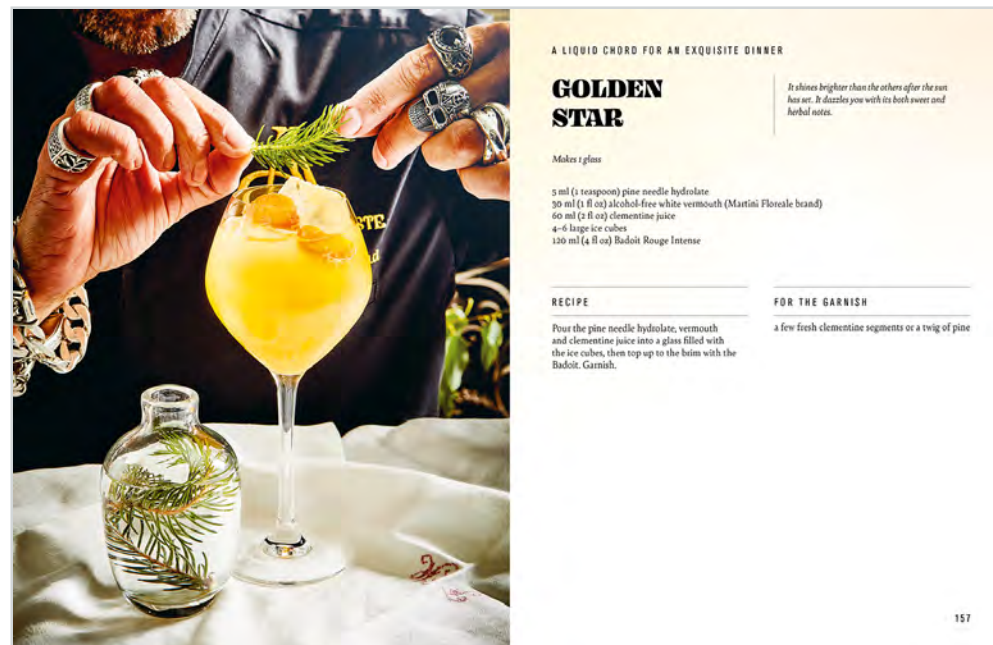 A LIQUID CHORD FOR AN EXQUISITE DINNER
GOLDEN
STAR
It shines brighter than the others after the sun
has set. It dazzles you with its both sweet and
herbal notes.
Makes 1 glass
5 ml (1 teaspoon) pine needle hydrolate
30 ml (1 fl oz) alcohol-free white vermouth (Martini Floreale brand)
60 ml (2 fl oz) clementine juice
4–6 large ice cubes
120 ml (4 fl oz) Badoit Rouge Intense
RECIPE
Pour the pine needle hydrolate, vermouth
and clementine juice into a glass filled with
the ice cubes, then top up to the brim with the
Badoit. Garnish.
FOR THE GARNISH
a few fresh clementine segments or a twig of pine
157